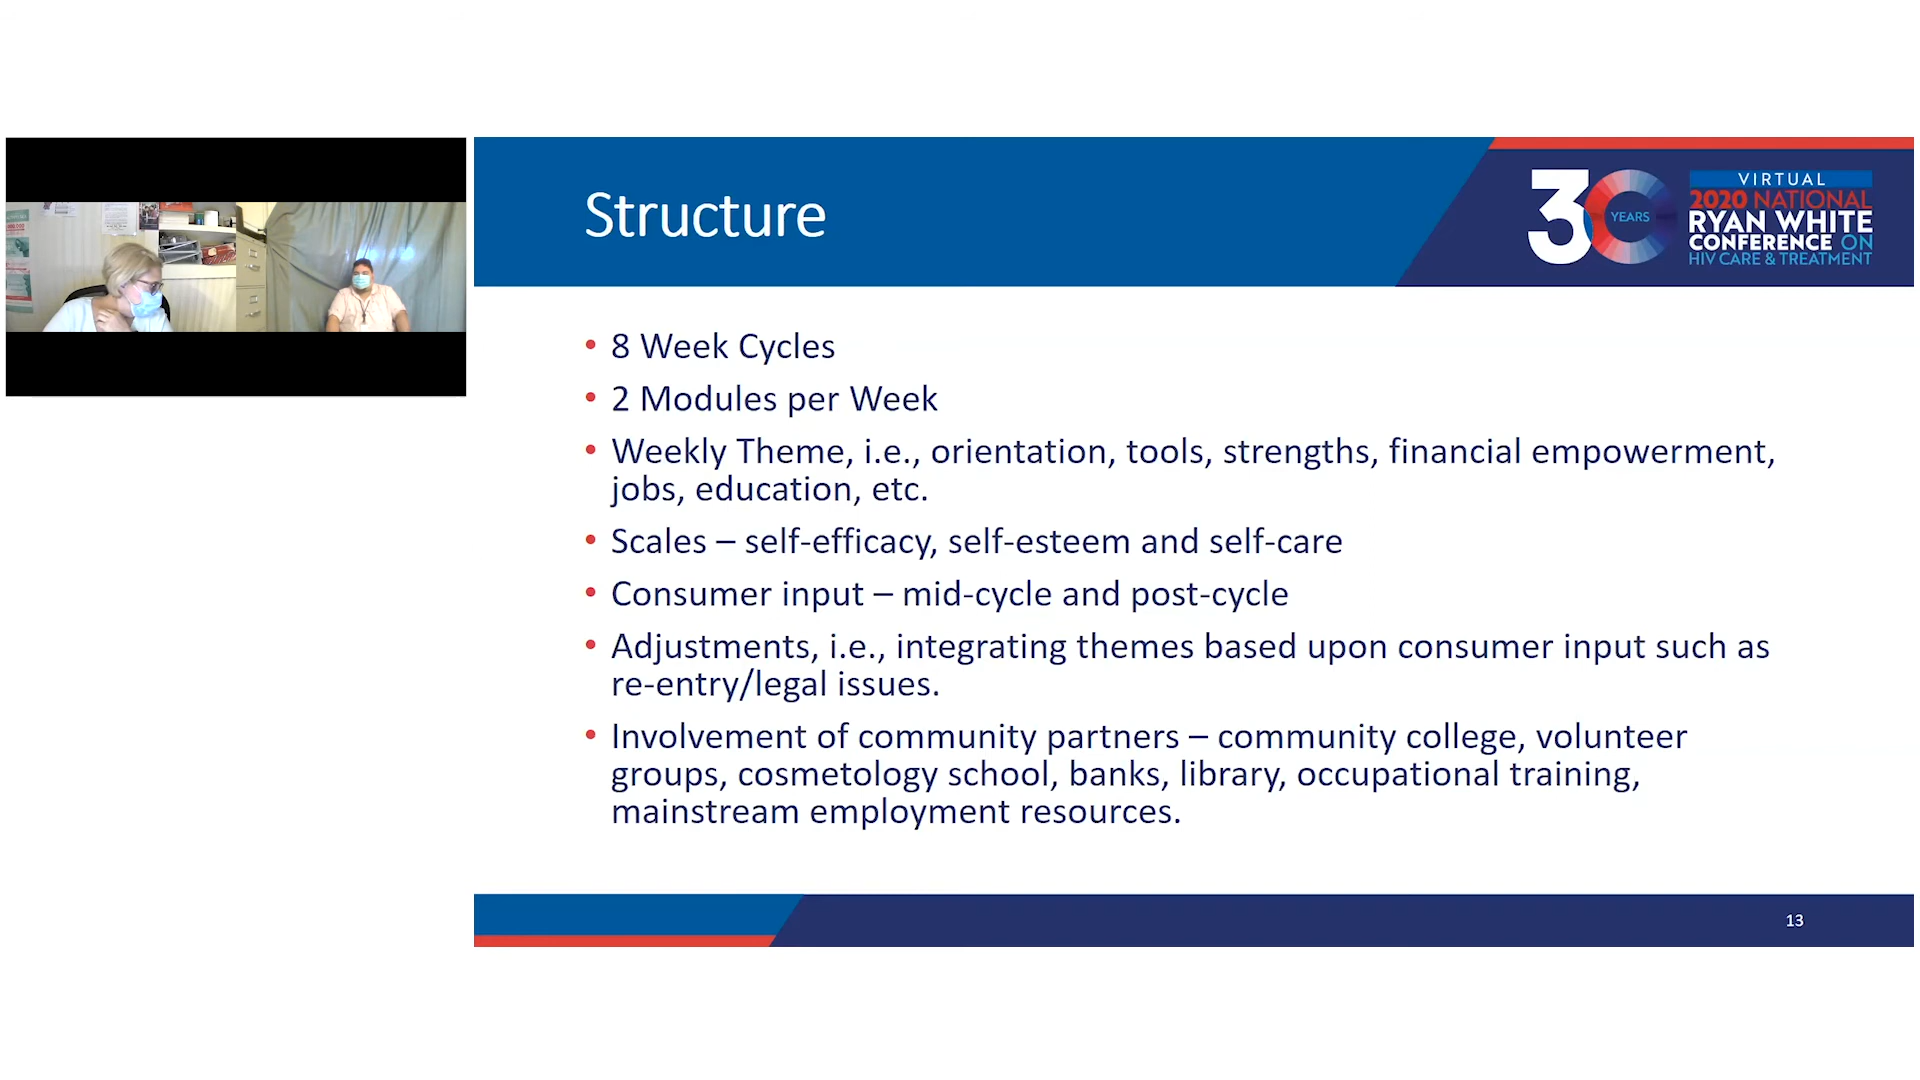 Structure
30
YEARS
VIRTUAL
2020 NATIONAL
RYAN WHITE
CONFERENCE ON
HIV CARE & TREATMENT
• 8 Week Cycles
• 2 Modules per Week
• Weekly Theme, i.e., orientation, tools, strengths, financial empowerment,
jobs, education, etc.
• Scales – self-efficacy, self-esteem and self-care
• Consumer input – mid-cycle and post-cycle
• Adjustments, i.e., integrating themes based upon consumer input such as
re-entry/legal issues.
• Involvement of community partners – community college, volunteer
groups, cosmetology school, banks, library, occupational training,
mainstream employment resources.
13